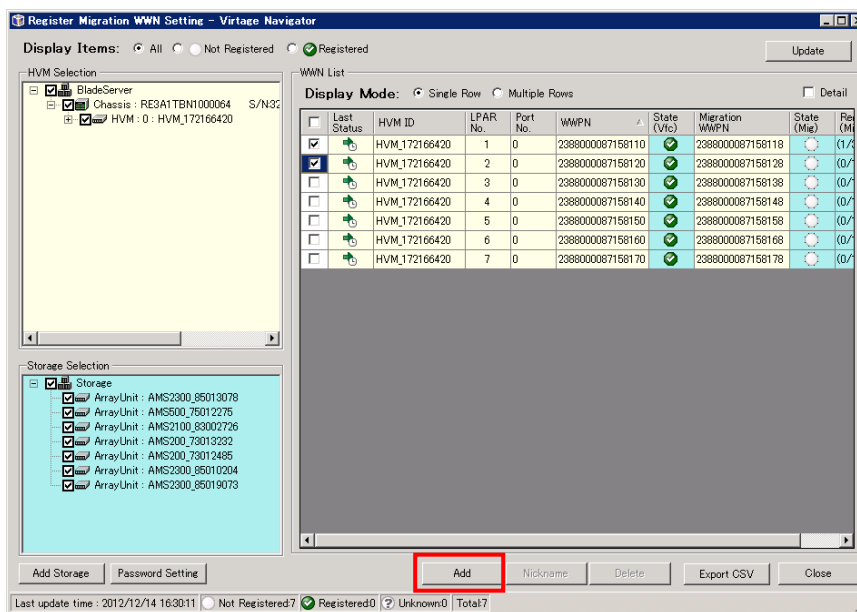 Register Migration WWN Setting - Virtage Navigator
Display Items: All Not Registered Registered
Update
HVM Selection
BladeServer
Chassis : RE3A1TBN1000064 S/N32
HVM : 0 : HVM_172166420
WWN List
Display Mode: Single Row Multiple Rows
Detail
Last Status HVM ID LPAR No. Port No. WWPN State (Vfc) Migration WWPN State (Mig)
HVM_172166420 1 0 2388000087158110 2388000087158118
HVM_172166420 2 0 2388000087158120 2388000087158128 (0/
HVM_172166420 3 0 2388000087158130 2388000087158138 (0/
HVM_172166420 4 0 2388000087158140 2388000087158148 (0/
HVM_172166420 5 0 2388000087158150 2388000087158158 (0/
HVM_172166420 6 0 2388000087158160 2388000087158168 (0/
HVM_172166420 7 0 2388000087158170 2388000087158178 (0/
Storage Selection
Storage
ArrayUnit : AMS2300_85013078
ArrayUnit : AMS500_75012275
ArrayUnit : AMS2100_83002726
ArrayUnit : AMS200_73013232
ArrayUnit : AMS200_73012485
ArrayUnit : AMS2300_85010204
ArrayUnit : AMS2300_85019073
Add Storage Password Setting Add Nickname Delete Export CSV Close
Last update time : 2012/12/14 16:30:11 Not Registered:7 Registered:0 ? Unknown:0 Total:7